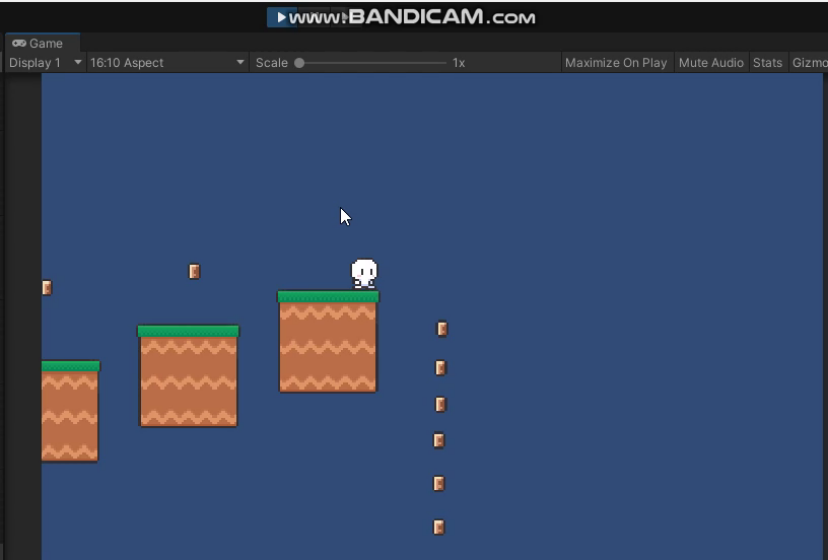 www.BANDICAM.com
Game
Display 1 16:10 Aspect Scale 1x Maximize On Play Mute Audio Stats Gizmo